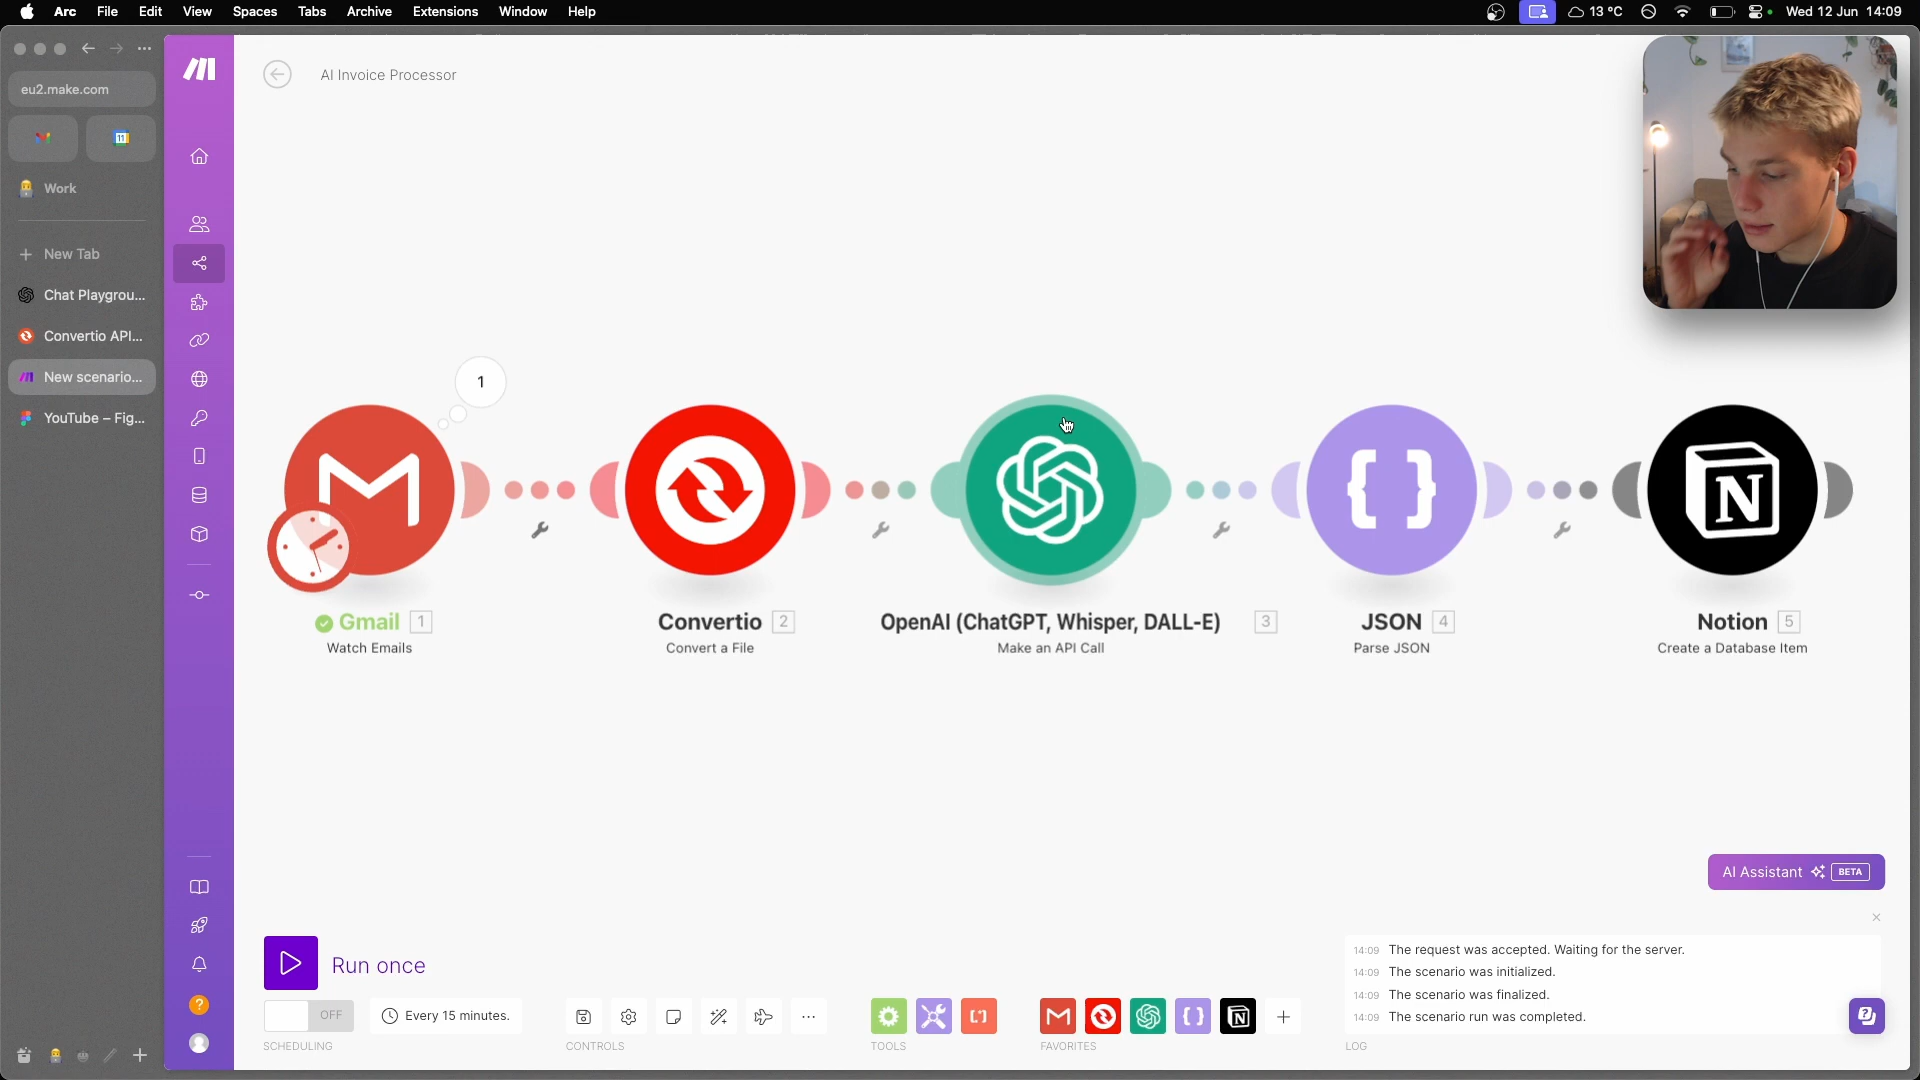 Arc File Edit View Spaces Tabs Archive Extensions Window Help
13 °C Wed 12 Jun 14:09
eu2.make.com
11
Work
New Tab
Chat Playgrou...
Convertio API...
New scenario...
YouTube – Fig...
AI Invoice Processor
1
Gmail 1
Watch Emails
Convertio 2
Convert a File
OpenAI (ChatGPT, Whisper, DALL-E) 3
Make an API Call
JSON 4
Parse JSON
Notion 5
Create a Database Item
AI Assistant BETA
Run once
OFF
Every 15 minutes.
SCHEDULING
CONTROLS
TOOLS
FAVORITES
14:09 The request was accepted. Waiting for the server.
14:09 The scenario was initialized.
14:09 The scenario was finalized.
14:09 The scenario run was completed.
LOG